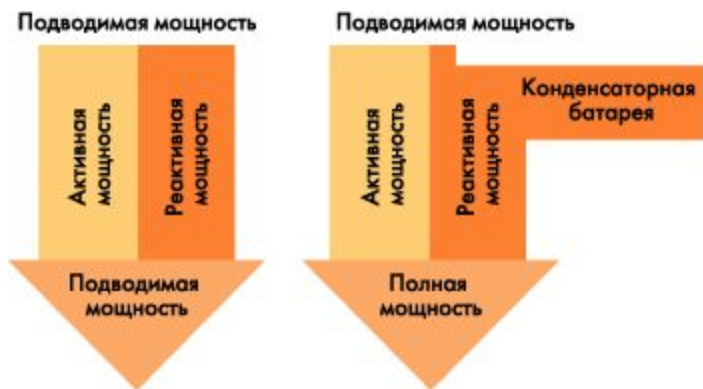 Подводимая мощность
Активная
мощность
Реактивная
мощность
Подводимая
мощность
Подводимая мощность
Конденсаторная
батарея
Активная
мощность
Реактивная
мощность
Полная
мощность